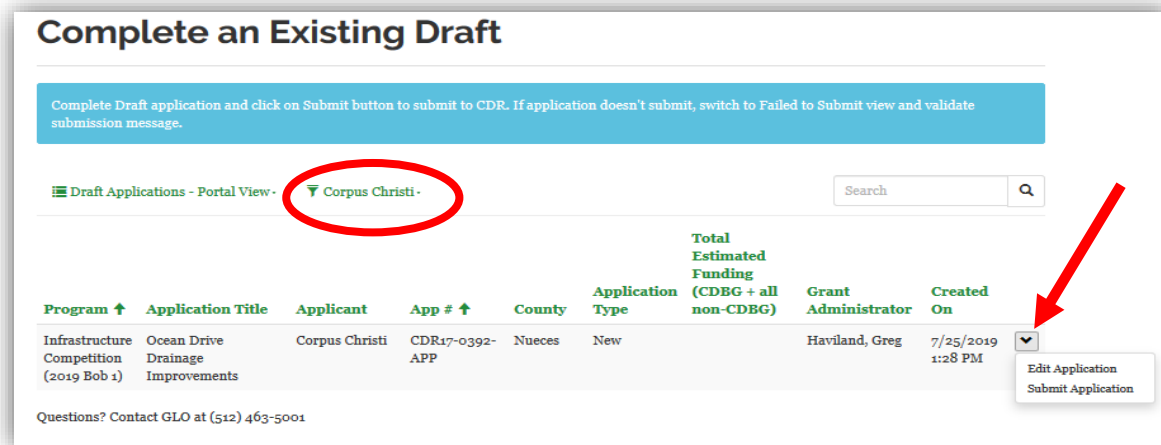 Complete an Existing Draft
Complete Draft application and click on Submit button to submit to CDR. If application doesn't submit, switch to Failed to Submit view and validate
submission message.
Draft Applications - Portal View
Corpus Christi
Search
Program Application Title Applicant App # County Application Type Total Estimated Funding (CDBG + all non-CDBG) Grant Administrator Created On
Infrastructure Competition (2019 Bob 1) Ocean Drive Drainage Improvements Corpus Christi CDR17-0392-APP Nueces New Haviland, Greg 7/25/2019 1:28 PM
Edit Application
Submit Application
Questions? Contact GLO at (512) 463-5001